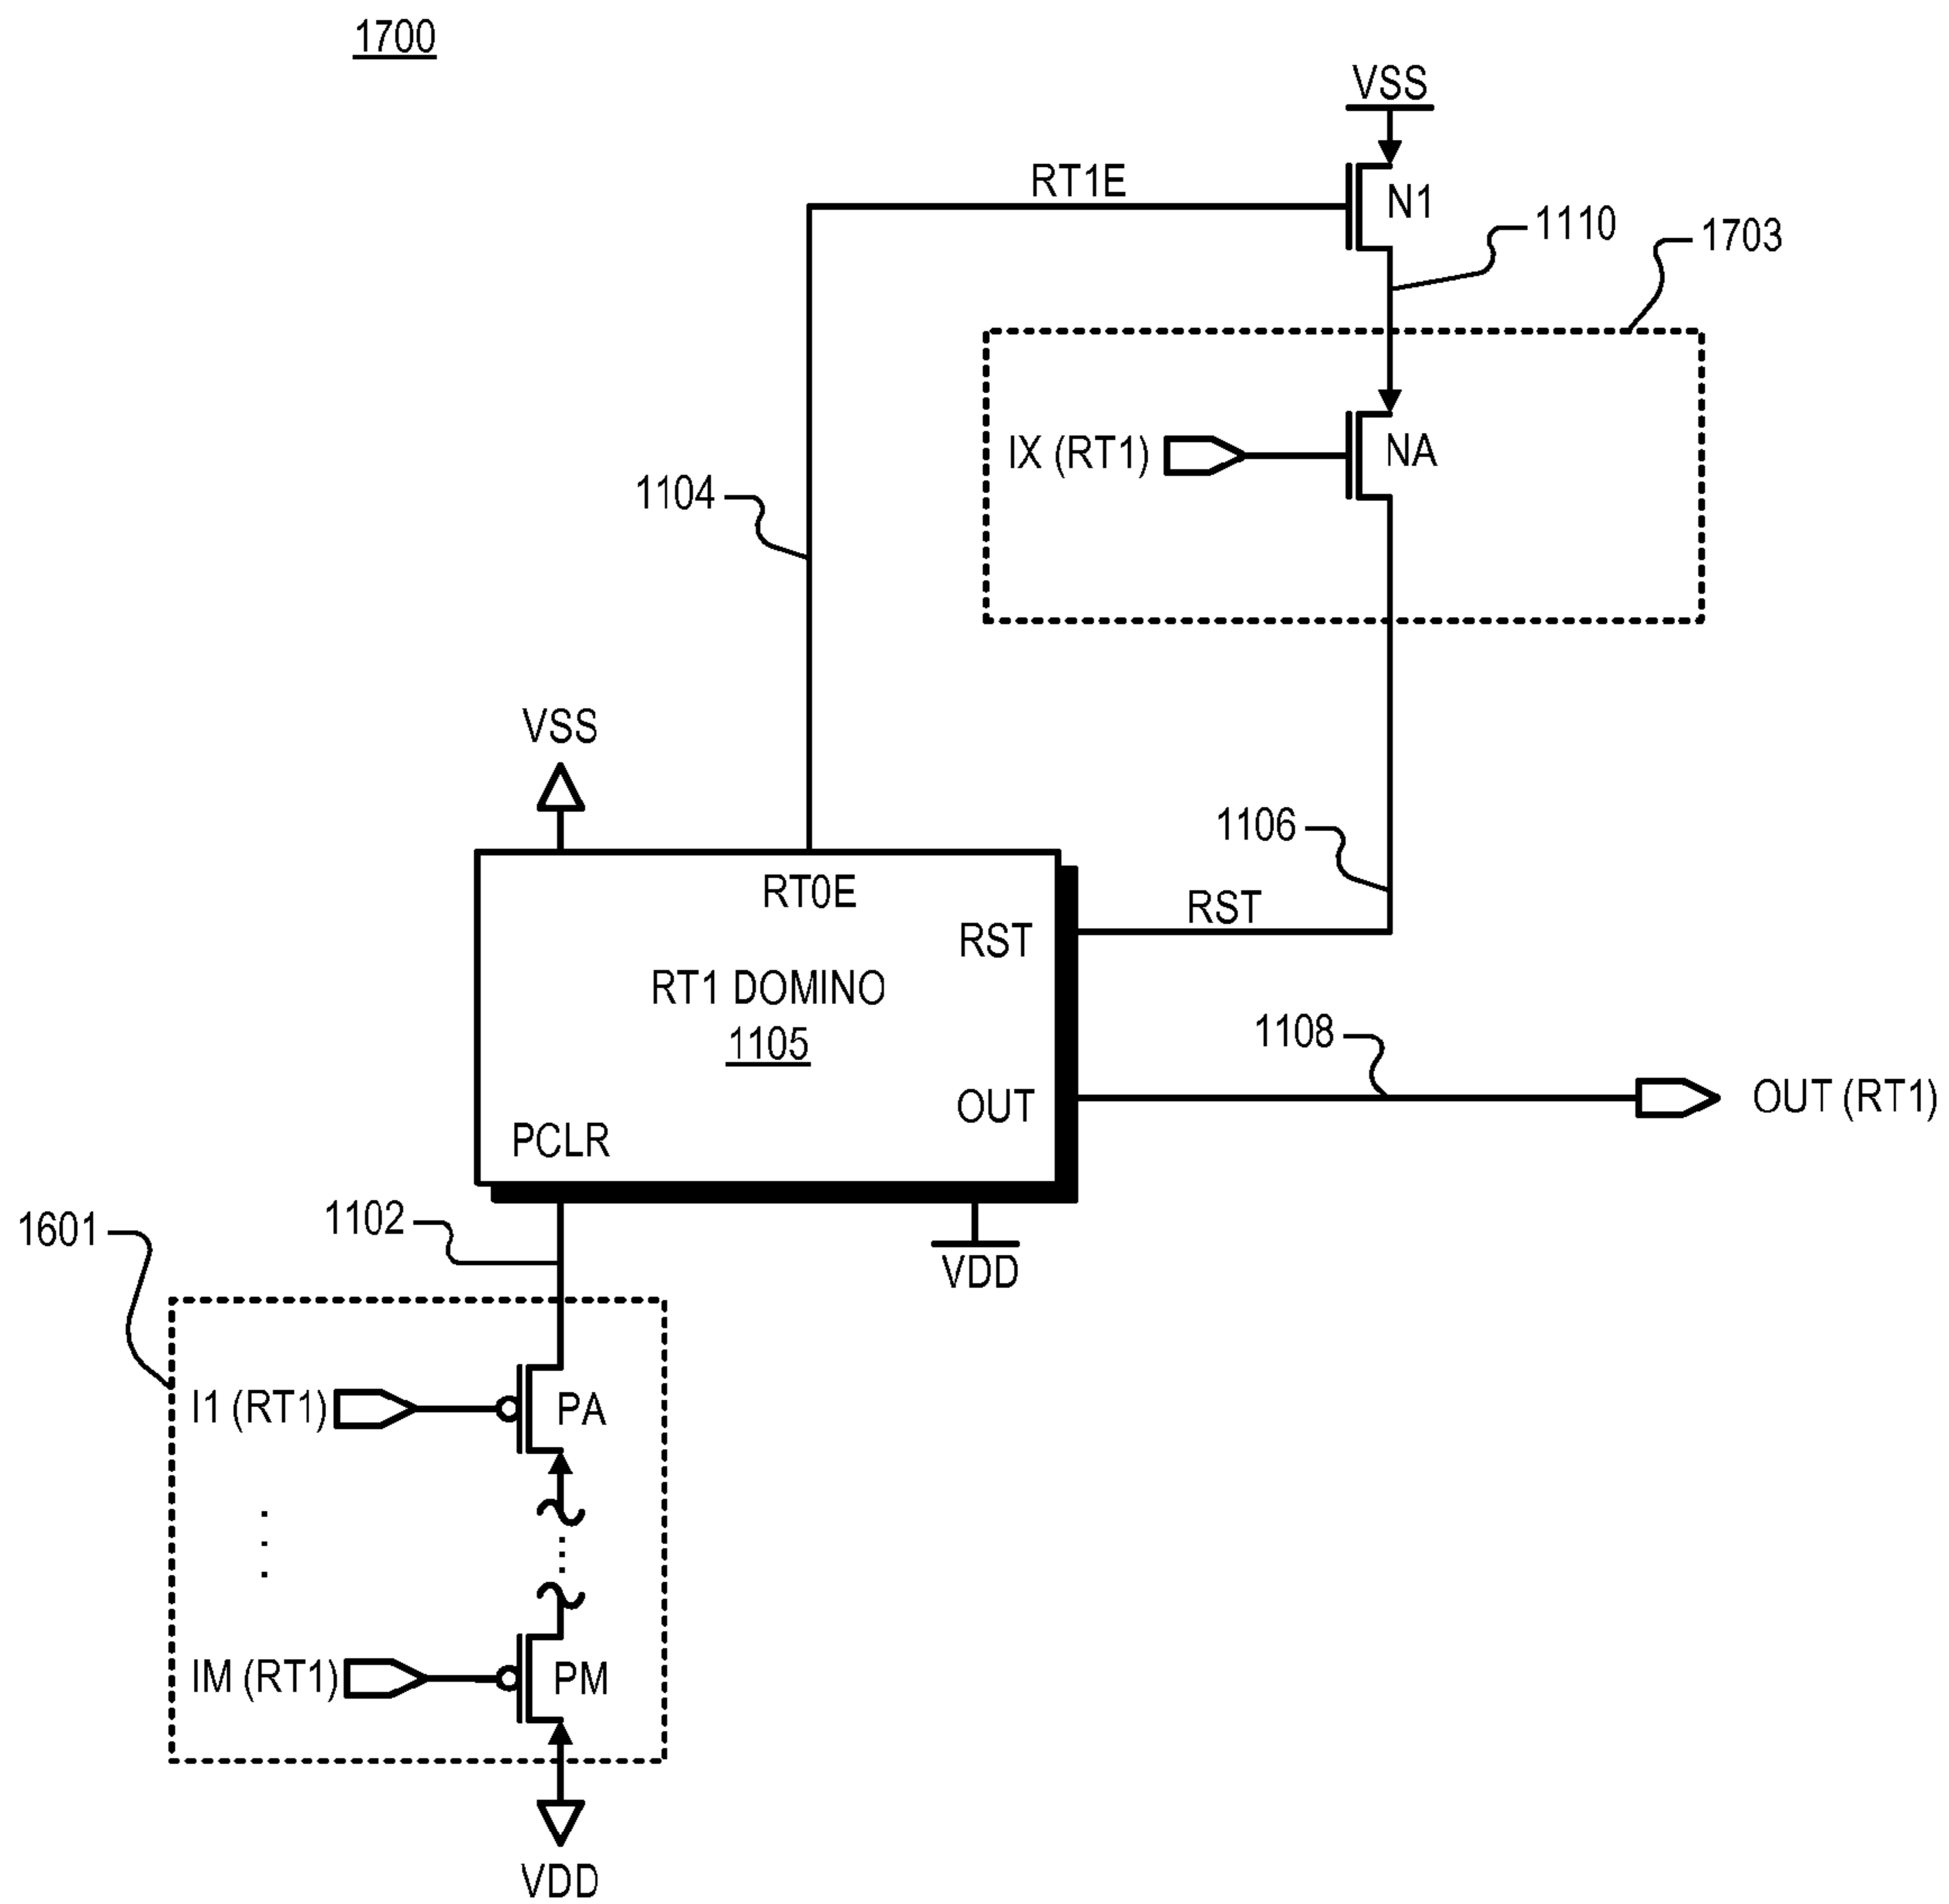 1700
VSS
RT1E
N1
1110
1703
IX (RT1)
NA
1104
VSS
1106
RT0E
RST
RST
RT1 DOMINO
1105
1108
OUT
OUT (RT1)
PCLR
1601
1102
VDD
I1 (RT1)
PA
IM (RT1)
PM
VDD